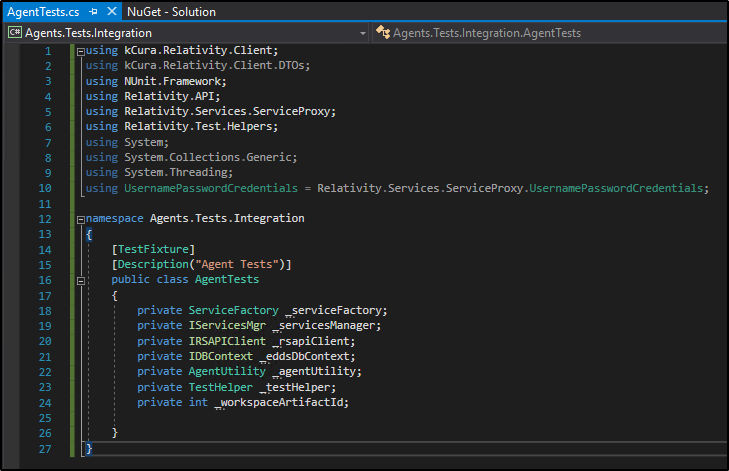 AgentTests.cs NuGet - Solution
C# Agents.Tests.Integration Agents.Tests.Integration.AgentTests
1 using kCura.Relativity.Client;
2 using kCura.Relativity.Client.DTOs;
3 using NUnit.Framework;
4 using Relativity.API;
5 using Relativity.Services.ServiceProxy;
6 using Relativity.Test.Helpers;
7 using System;
8 using System.Collections.Generic;
9 using System.Threading;
10 using UsernamePasswordCredentials = Relativity.Services.ServiceProxy.UsernamePasswordCredentials;
11
12 namespace Agents.Tests.Integration
13 {
14 [TestFixture]
15 [Description("Agent Tests")]
16 public class AgentTests
17 {
18 private ServiceFactory _serviceFactory;
19 private IServicesMgr _servicesManager;
20 private IRSAPIClient _rsapiClient;
21 private IDBContext _eddsDbContext;
22 private AgentUtility _agentUtility;
23 private TestHelper _testHelper;
24 private int _workspaceArtifactId;
25
26 }
27 }